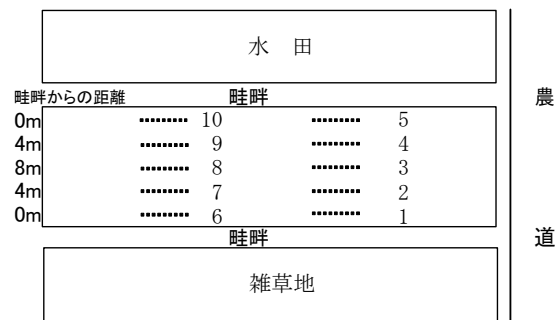 水 田
畦畔からの距離 畦畔 農
0m 10 5
4m 9 4
8m 8 3
4m 7 2
0m 6 1
畦畔 道
雑草地